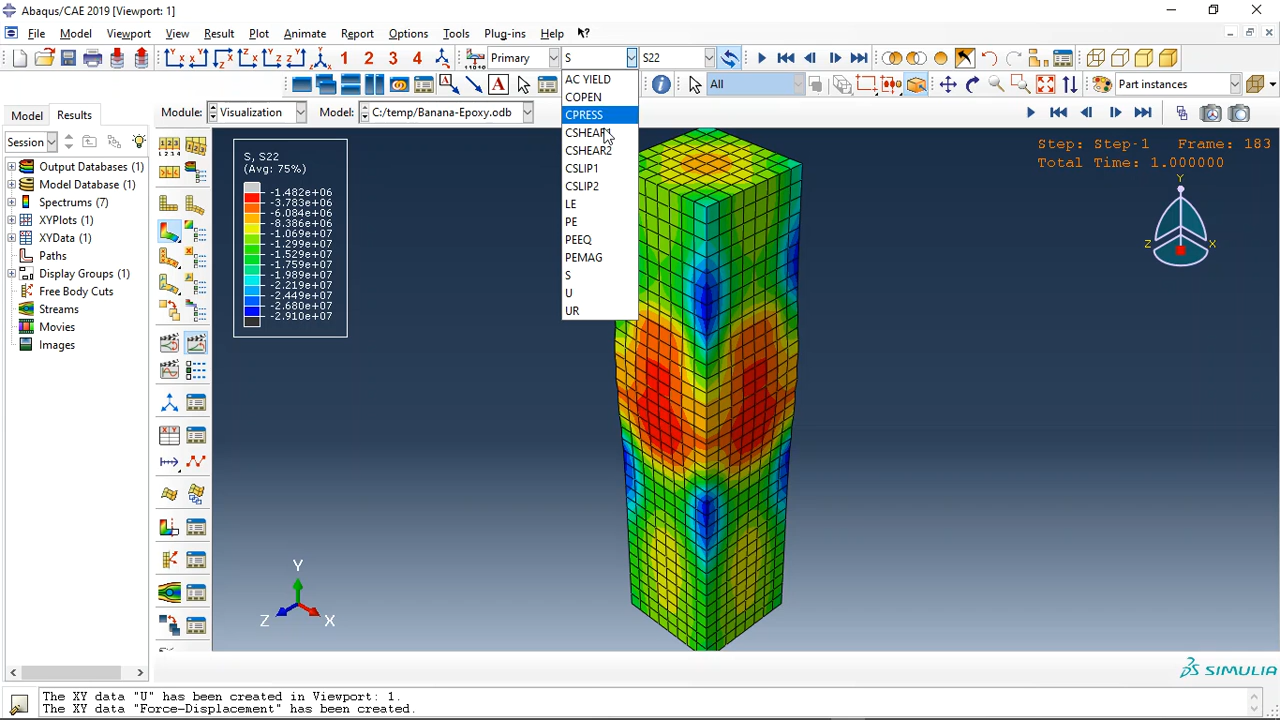 Abaqus/CAE 2019 [Viewport: 1]
File Model Viewport View Result Plot Animate Report Options Tools Plug-ins Help ?
1 2 3 4 Primary S S22
All Part instances
Model Results Module: Visualization Model: C:/temp/Banana-Epoxy.odb
Session
Output Databases (1)
Model Database (1)
Spectrums (7)
XYPlots (1)
XYData (1)
Paths
Display Groups (1)
Free Body Cuts
Streams
Movies
Images
S, S22
(Avg: 75%)
-1.482e+06
-3.783e+06
-6.084e+06
-8.386e+06
-1.069e+07
-1.299e+07
-1.529e+07
-1.759e+07
-1.989e+07
-2.219e+07
-2.449e+07
-2.680e+07
-2.910e+07
AC YIELD
COPEN
CPRESS
CSHEAR1
CSHEAR2
CSLIP1
CSLIP2
LE
PE
PEEQ
PEMAG
S
U
UR
Step: Step-1 Frame: 183
Total Time: 1.000000
Y
Z X
Y
Z X
SIMULIA
The XY data "U" has been created in Viewport: 1.
The XY data "Force-Displacement" has been created.